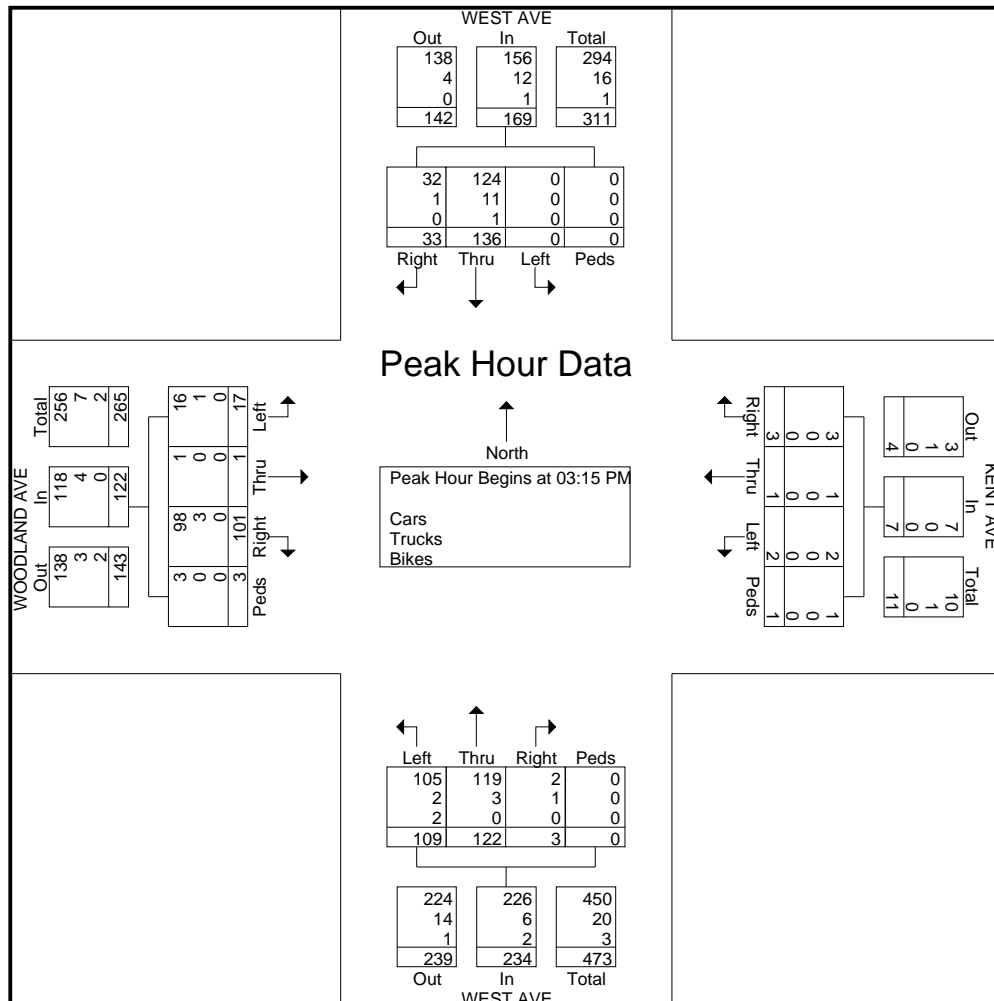 WEST AVE
Out In Total
138 156 294
4 12 16
0 1 1
142 169 311
32 124 0 0
1 11 0 0
0 1 0 0
33 136 0 0
Right Thru Left Peds
Peak Hour Data
North
Peak Hour Begins at 03:15 PM
Cars
Trucks
Bikes
WOODLAND AVE
Out In Total
138 118 256
3 4 7
2 0 2
143 122 265
3 98 1 16
0 3 0 1
0 0 0 0
3 101 1 17
Peds Right Thru Left
KENT AVE
Out In Total
3 7 10
1 0 1
0 0 0
4 7 11
3 1 2 1
0 0 0 0
0 0 0 0
3 1 2 1
Right Thru Left Peds
Left Thru Right Peds
105 119 2 0
2 3 1 0
2 0 0 0
109 122 3 0
224 226 450
14 6 20
1 2 3
239 234 473
Out In Total
WEST AVE